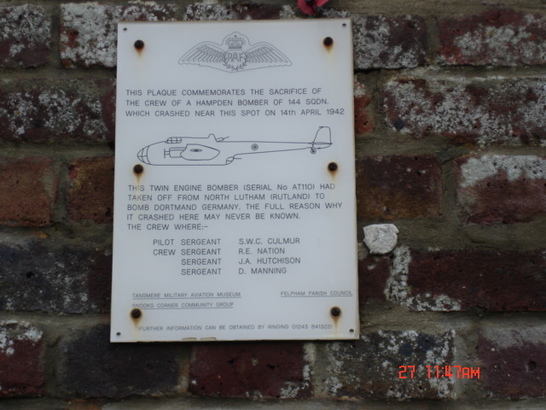 RAF
THIS PLAQUE COMMEMORATES THE SACRIFICE OF
THE CREW OF A HAMPDEN BOMBER OF 144 SQDN.
WHICH CRASHED NEAR THIS SPOT ON 14th APRIL 1942
THIS TWIN ENGINE BOMBER (SERIAL No AT110) HAD
TAKEN OFF FROM NORTH LUTHAM (RUTLAND) TO
BOMB DORTMAND GERMANY. THE FULL REASON WHY
IT CRASHED HERE MAY NEVER BE KNOWN.
THE CREW WHERE:-
PILOT SERGEANT S.W.C. CULMUR
CREW SERGEANT R.E. NATION
SERGEANT J.A. HUTCHISON
SERGEANT D. MANNING
TANGMERE MILITARY AVIATION MUSEUM FELPHAM PARISH COUNCIL
SNOOKS CORNER COMMUNITY GROUP
FURTHER INFORMATION CAN BE OBTAINED BY RINGING 01243
27 11:47AM